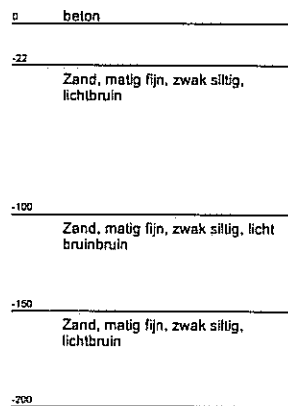 0 beton
-22
Zand, matig fijn, zwak siltig,
lichtbruin
-100
Zand, matig fijn, zwak siltig, licht
bruinbruin
-150
Zand, matig fijn, zwak siltig,
lichtbruin
-200